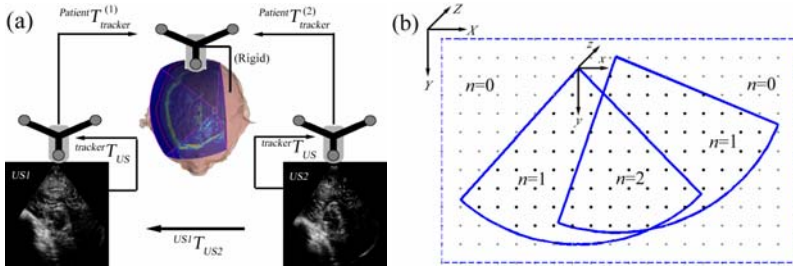 (a)
Patient T tracker (1)
Patient T tracker (2)
(Rigid)
tracker T US
tracker T US
US1
US2
US1 T US2
(b)
Z
X
Y
z
x
y
n=0
n=0
n=1
n=2
n=1